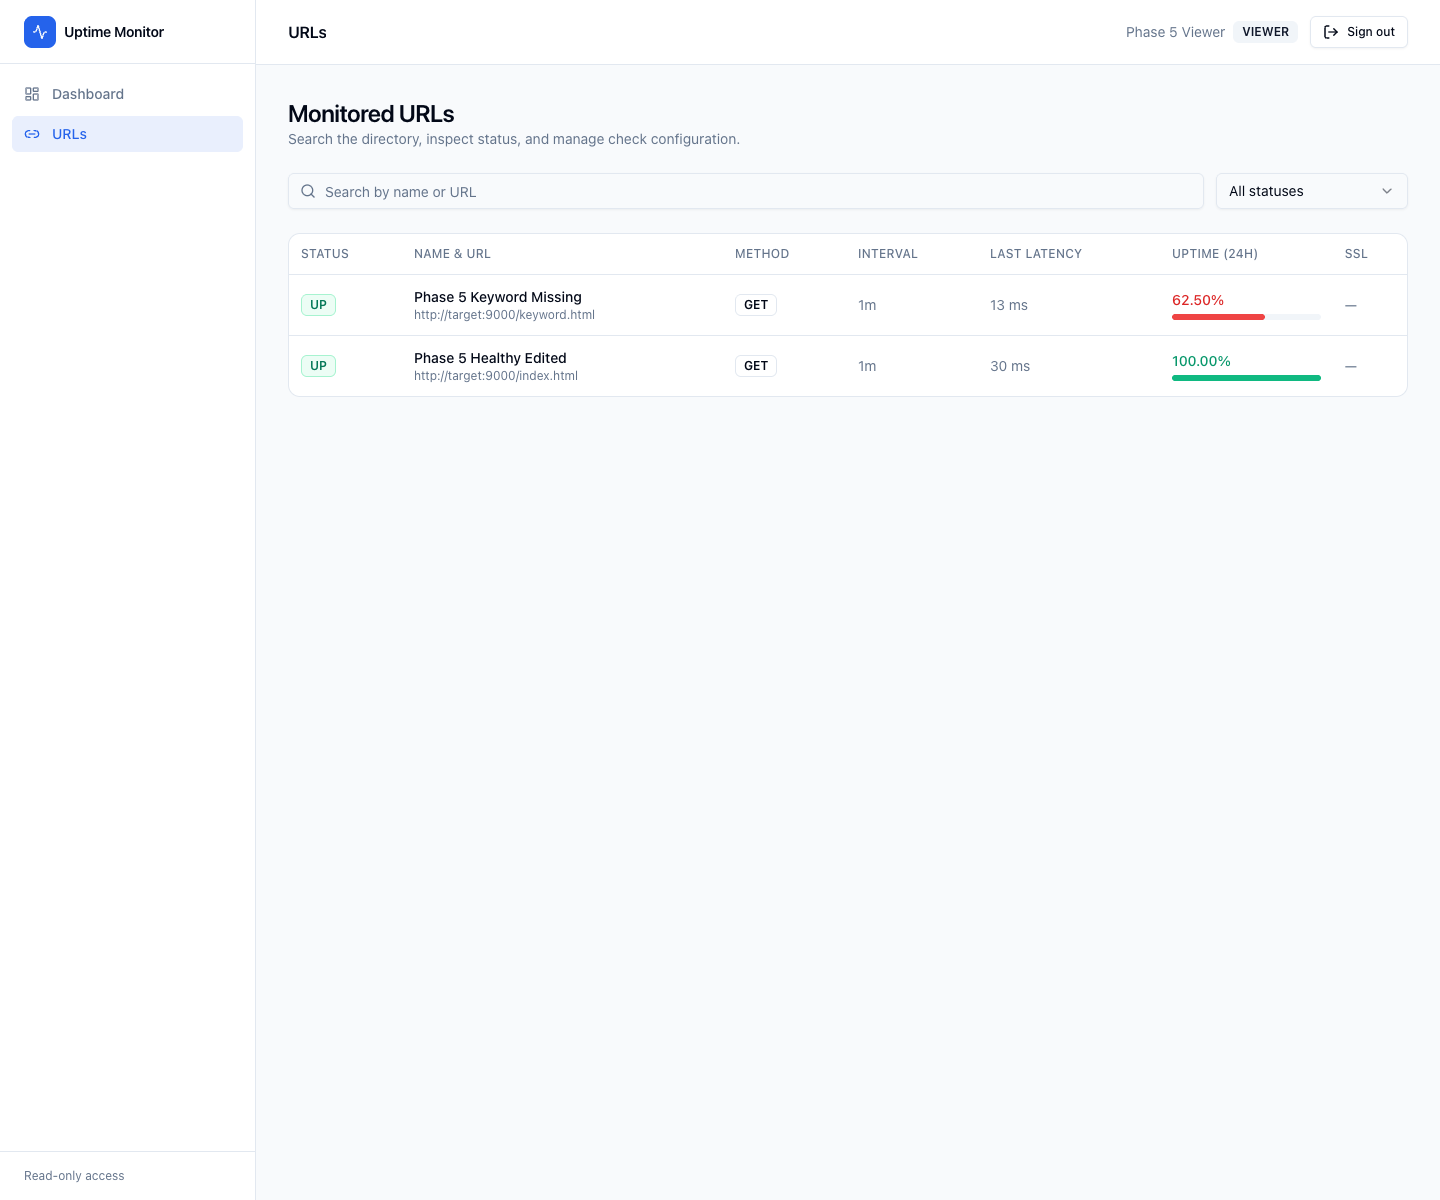 Uptime Monitor
URLs
Phase 5 Viewer VIEWER Sign out
Dashboard
URLs
Monitored URLs
Search the directory, inspect status, and manage check configuration.
Search by name or URL
All statuses
STATUS NAME & URL METHOD INTERVAL LAST LATENCY UPTIME (24H) SSL
UP Phase 5 Keyword Missing GET 1m 13 ms 62.50% —
http://target:9000/keyword.html
UP Phase 5 Healthy Edited GET 1m 30 ms 100.00% —
http://target:9000/index.html
Read-only access